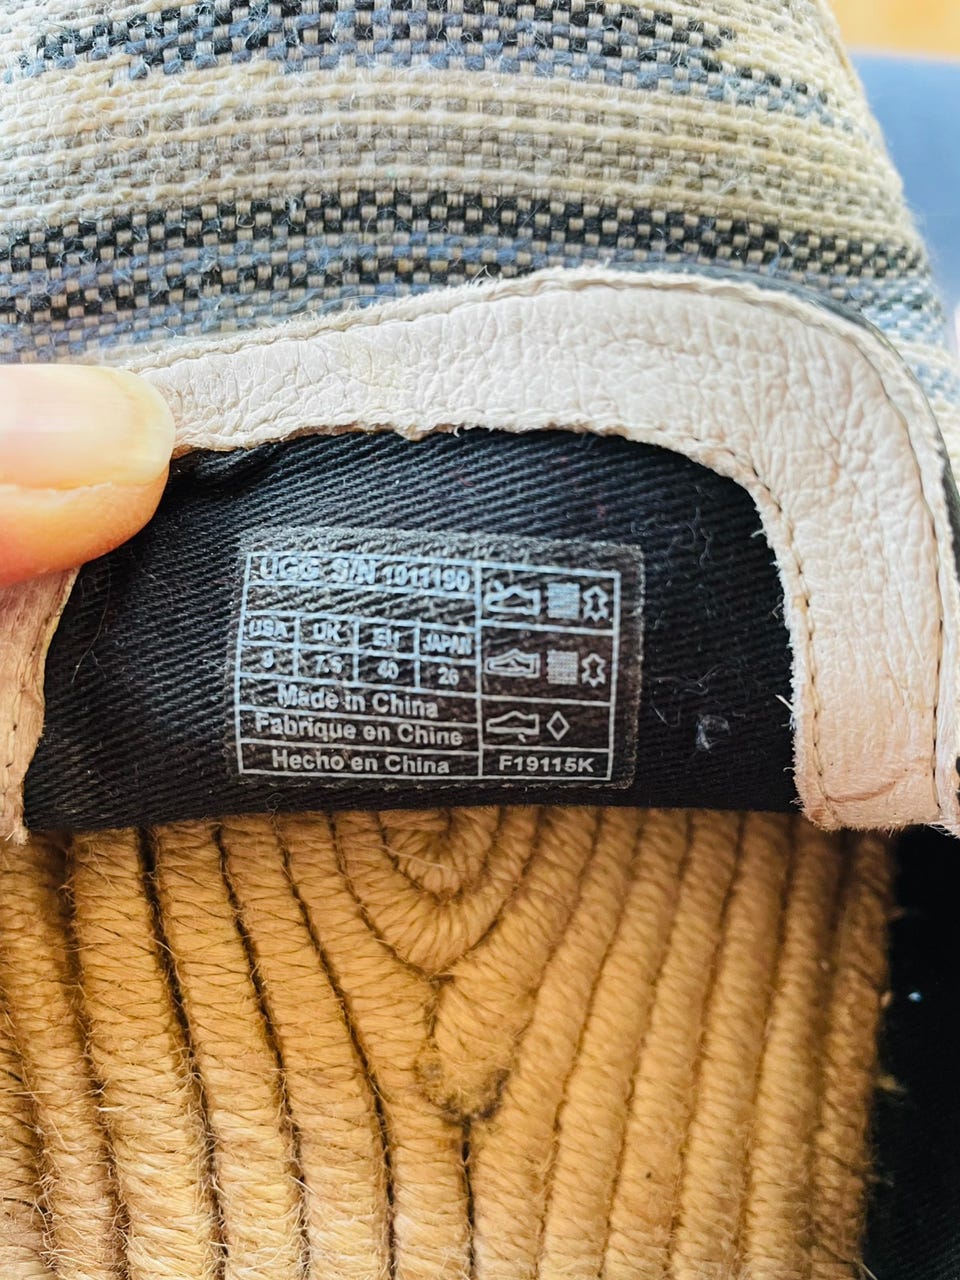 UGG S/N 1011190
USA UK EU JAPAN
9 7.5 40 26
Made in China
Fabrique en Chine
Hecho en China
F19115K